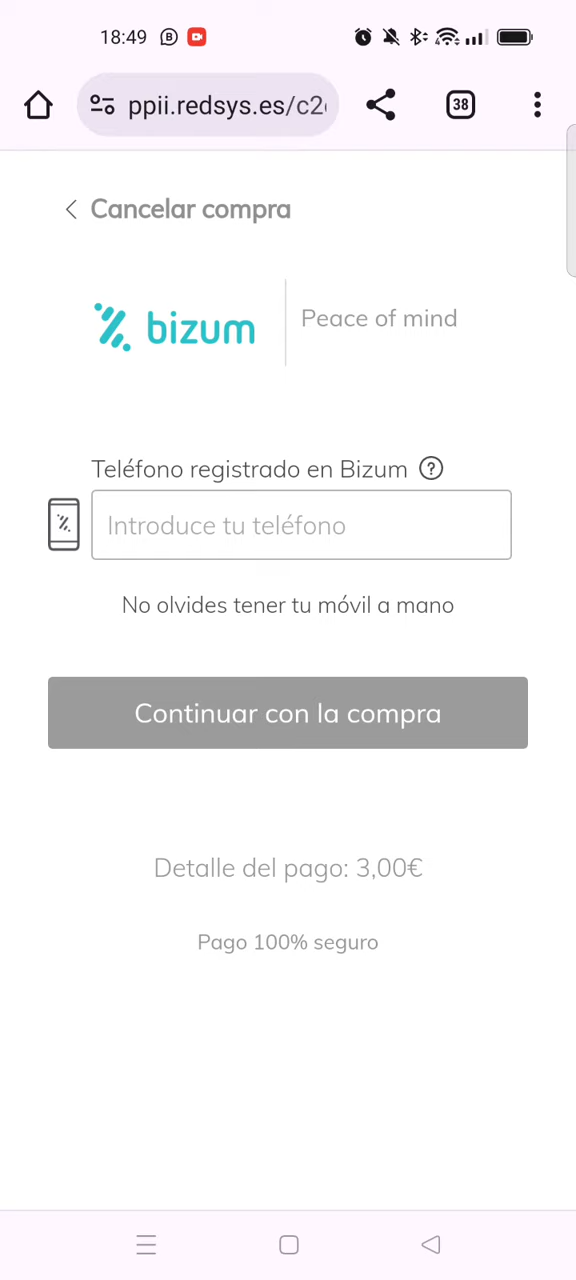 18:49
38
ppii.redsys.es/c2
Cancelar compra
bizum
Peace of mind
Teléfono registrado en Bizum ?
Introduce tu teléfono
No olvides tener tu móvil a mano
Continuar con la compra
Detalle del pago: 3,00€
Pago 100% seguro